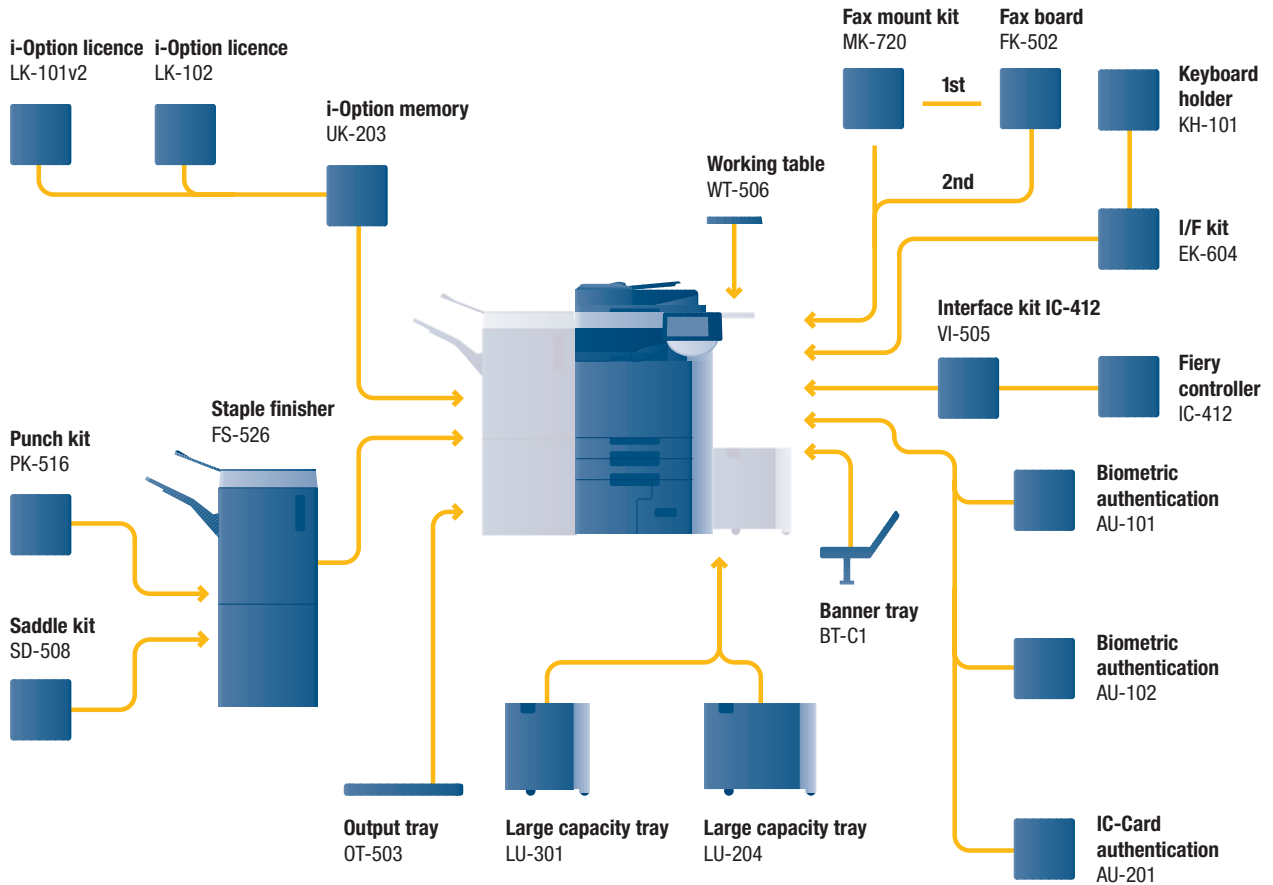 i-Option licence
LK-101v2
i-Option licence
LK-102
i-Option memory
UK-203
Fax mount kit
MK-720
Fax board
FK-502
1st
2nd
Keyboard
holder
KH-101
Working table
WT-506
I/F kit
EK-604
Interface kit IC-412
VI-505
Fiery
controller
IC-412
Staple finisher
FS-526
Punch kit
PK-516
Saddle kit
SD-508
Biometric
authentication
AU-101
Banner tray
BT-C1
Biometric
authentication
AU-102
Output tray
OT-503
Large capacity tray
LU-301
Large capacity tray
LU-204
IC-Card
authentication
AU-201